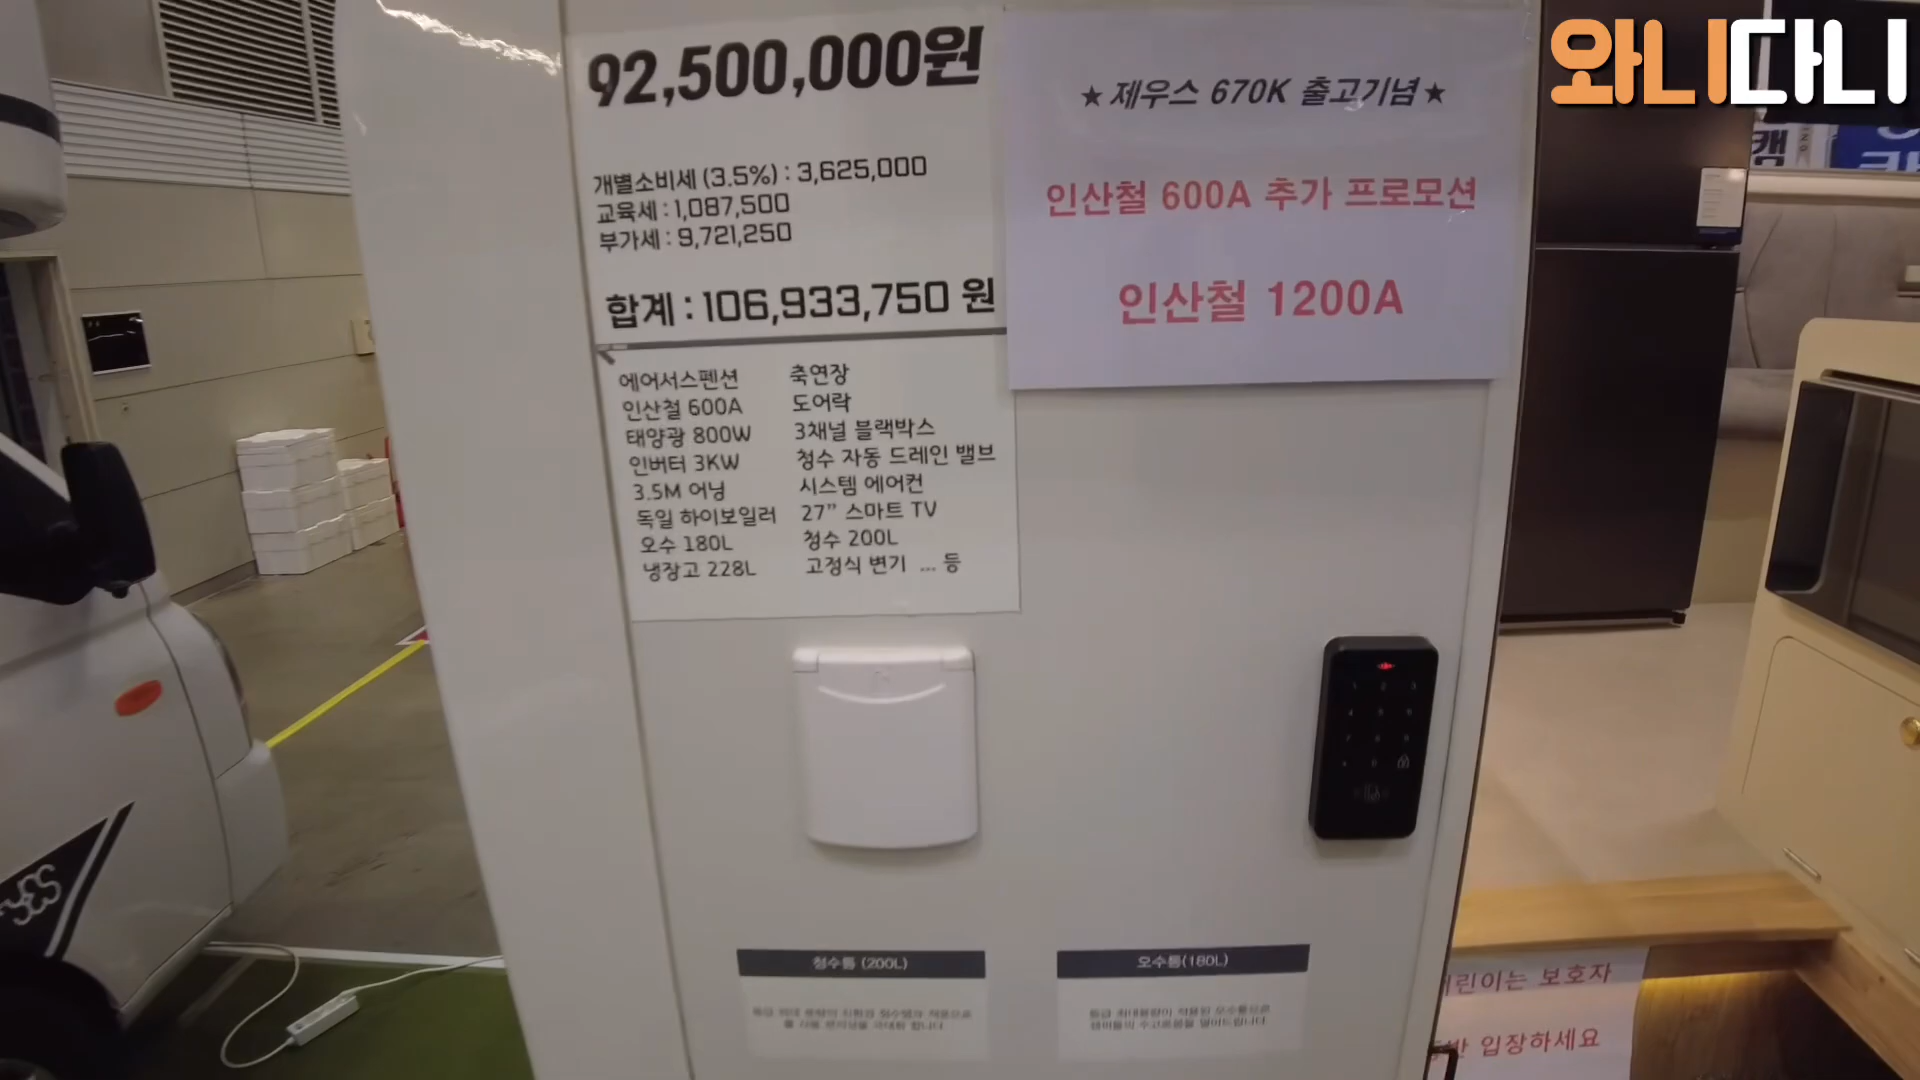 와니다니
92,500,000원
개별소비세 (3.5%) : 3,625,000
교육세 : 1,087,500
부가세 : 9,721,250
합계 : 106,933,750 원
★제우스 670K 출고기념★
인산철 600A 추가 프로모션
인산철 1200A
에어서스펜션 축연장
인산철 600A 도어락
태양광 800W 3채널 블랙박스
인버터 3KW 청수 자동 드레인 밸브
3.5M 어닝 시스템 에어컨
독일 하이보일러 27” 스마트 TV
오수 180L 청수 200L
냉장고 228L 고정식 변기 ... 등
캠
청수통 (200L)
오수통(180L)
어린이는 보호자
동반 입장하세요